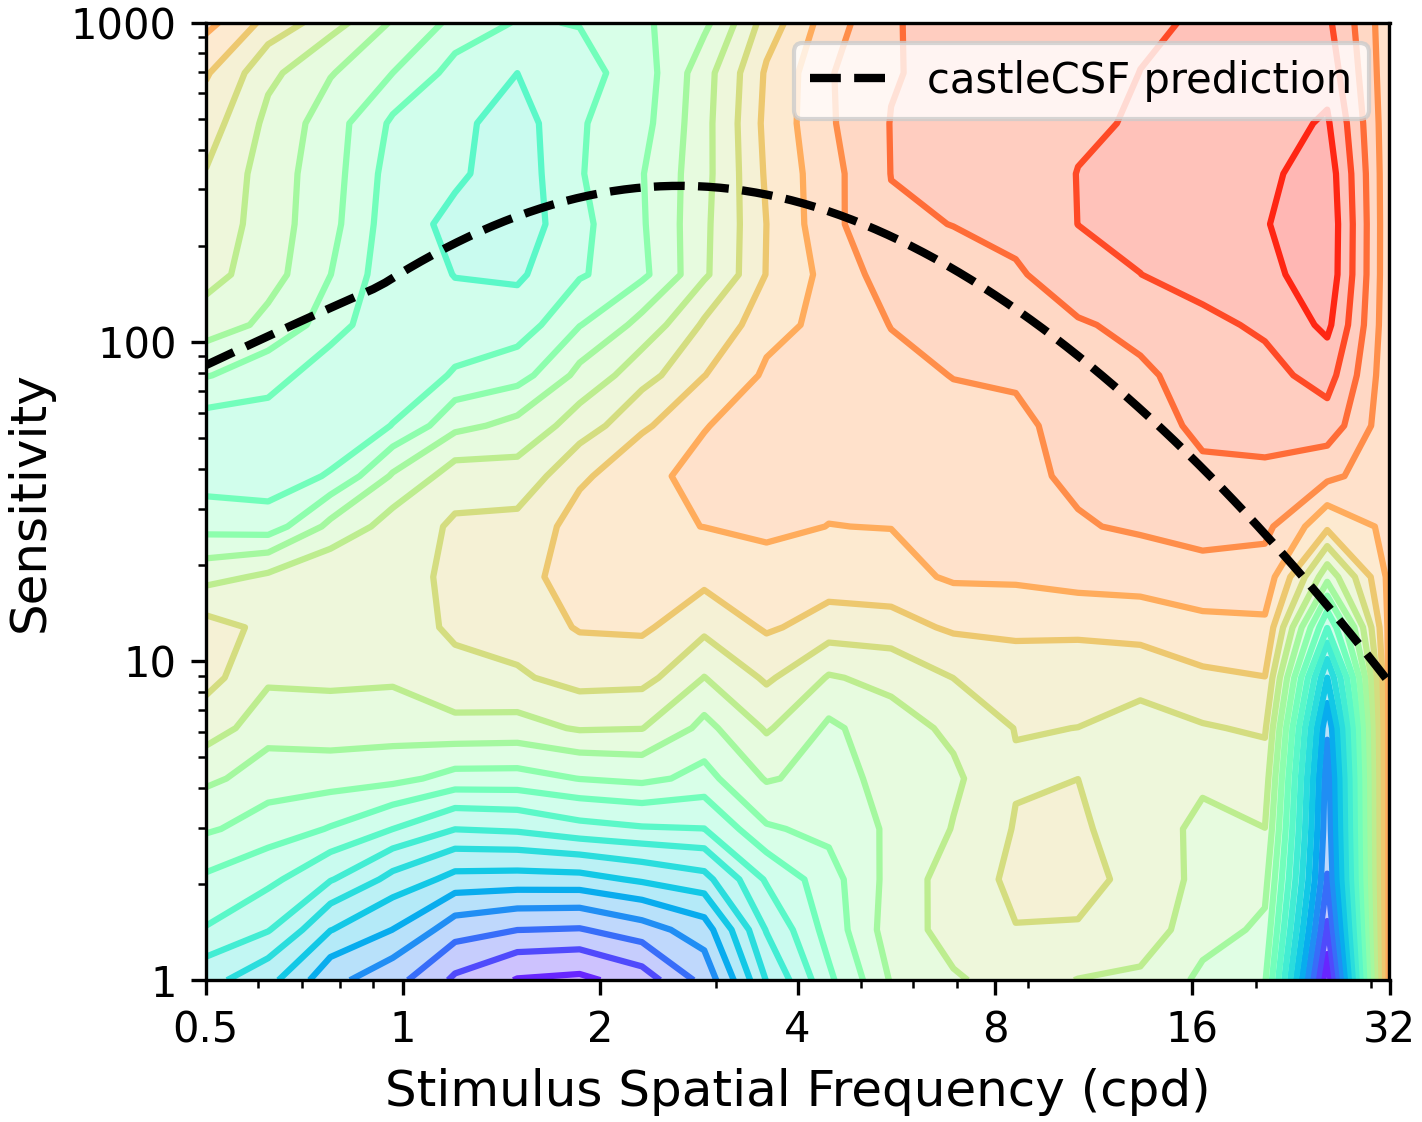 1000
100
10
1
Sensitivity
castleCSF prediction
0.5 1 2 4 8 16 32
Stimulus Spatial Frequency (cpd)